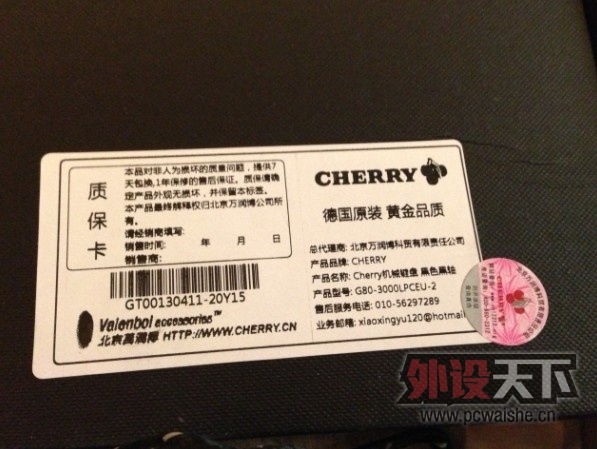 质保卡
本品对非人为损坏的质量问题，提供7
天包换,1年保修的售后保证。质保请确
定产品外观无损坏，并保留本标签。
本产品最终解释权归北京万润博公司所
有。
请经销商填写:
销售时间: 年 月 日
销售商:
GT00130411-20Y15
Valenbol accessories™
北京萬潤博 HTTP://WWW.CHERRY.CN
CHERRY
德国原装 黄金品质
总代理商: 北京万润博科贸有限责任公司
产品品牌: CHERRY
产品名称: Cherry机械键盘 黑色黑轴
产品型号: G80-3000LPCEU-2
售后服务电话: 010-56297289
业务邮箱: xiaoxingyu120@hotmail
CHERRY
外设天下
www.pcwaishe.cn